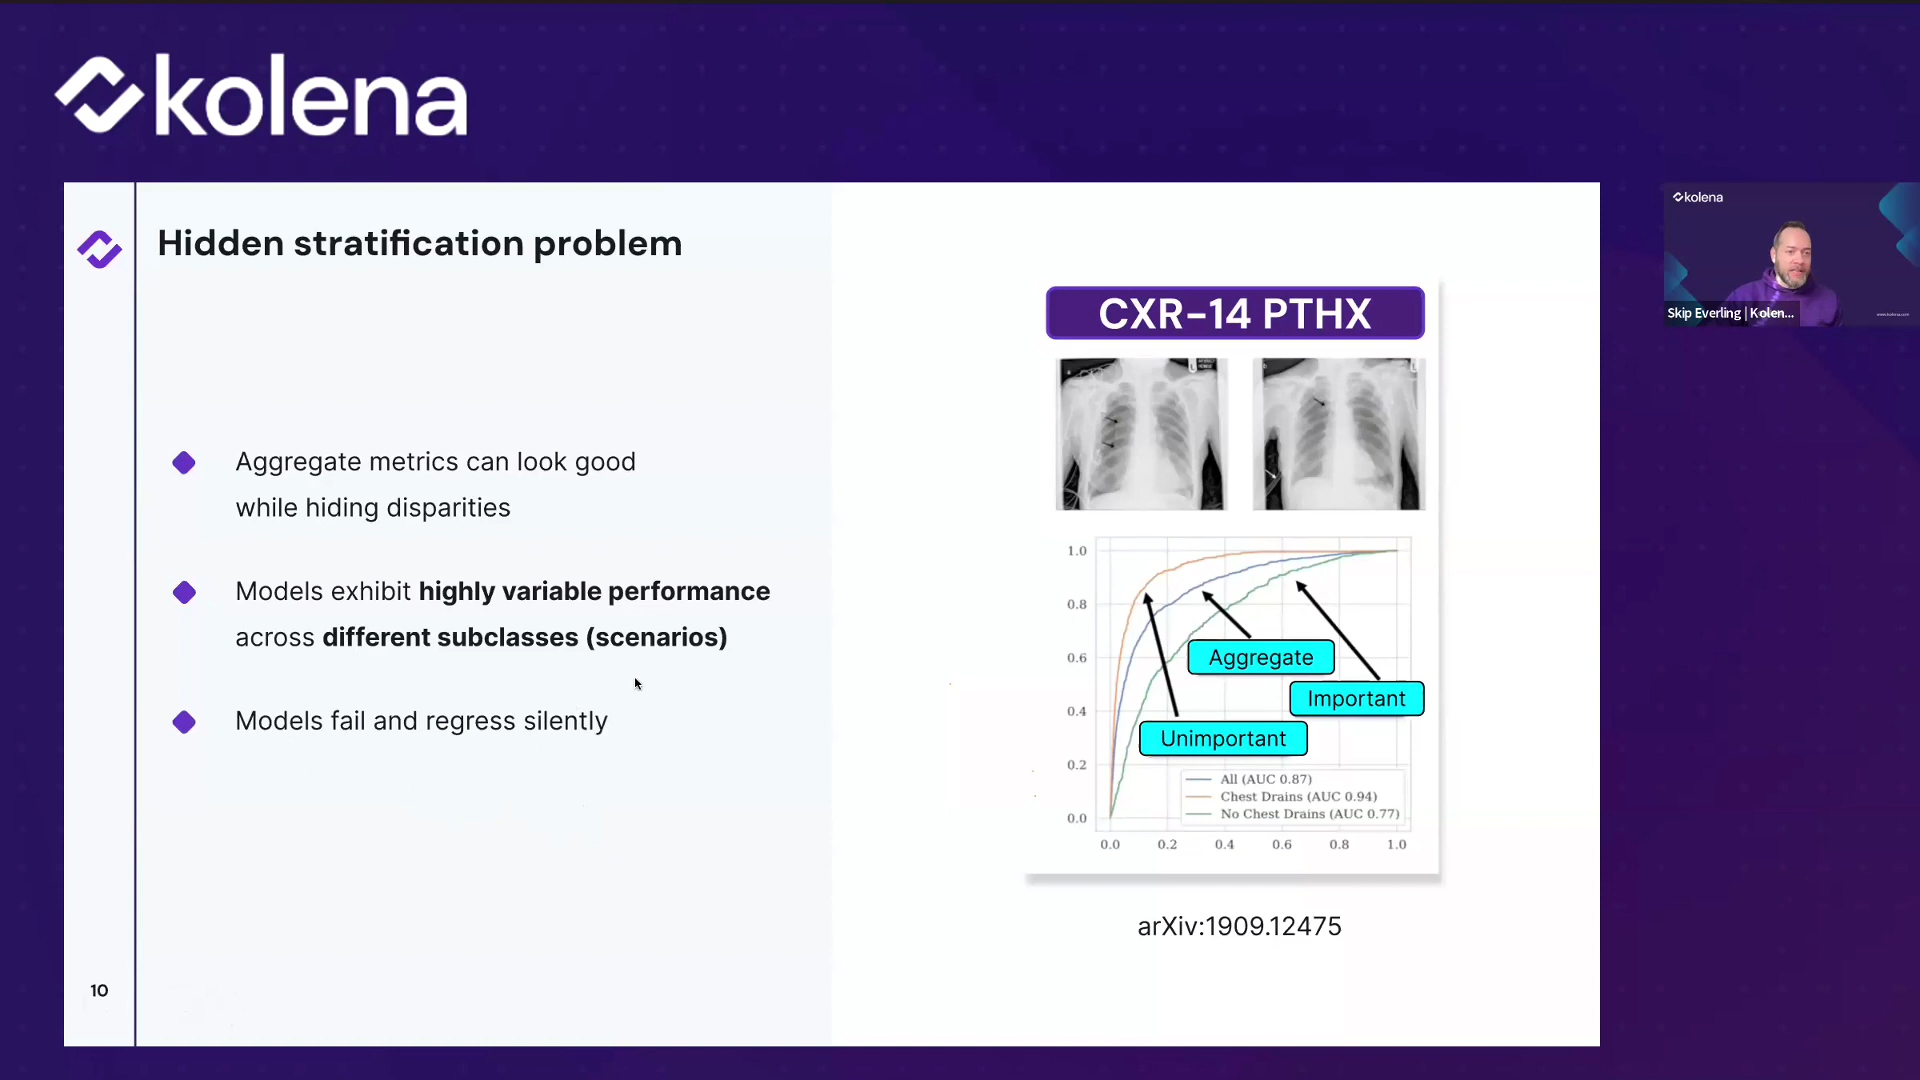 kolena
Hidden stratification problem
Aggregate metrics can look good
while hiding disparities
Models exhibit highly variable performance
across different subclasses (scenarios)
Models fail and regress silently
10
CXR-14 PTHX
L
L
1.0
0.8
0.6
0.4
0.2
0.0
0.0 0.2 0.4 0.6 0.8 1.0
Aggregate
Important
Unimportant
All (AUC 0.87)
Chest Drains (AUC 0.94)
No Chest Drains (AUC 0.77)
arXiv:1909.12475
kolena
Skip Everling | Kolen...